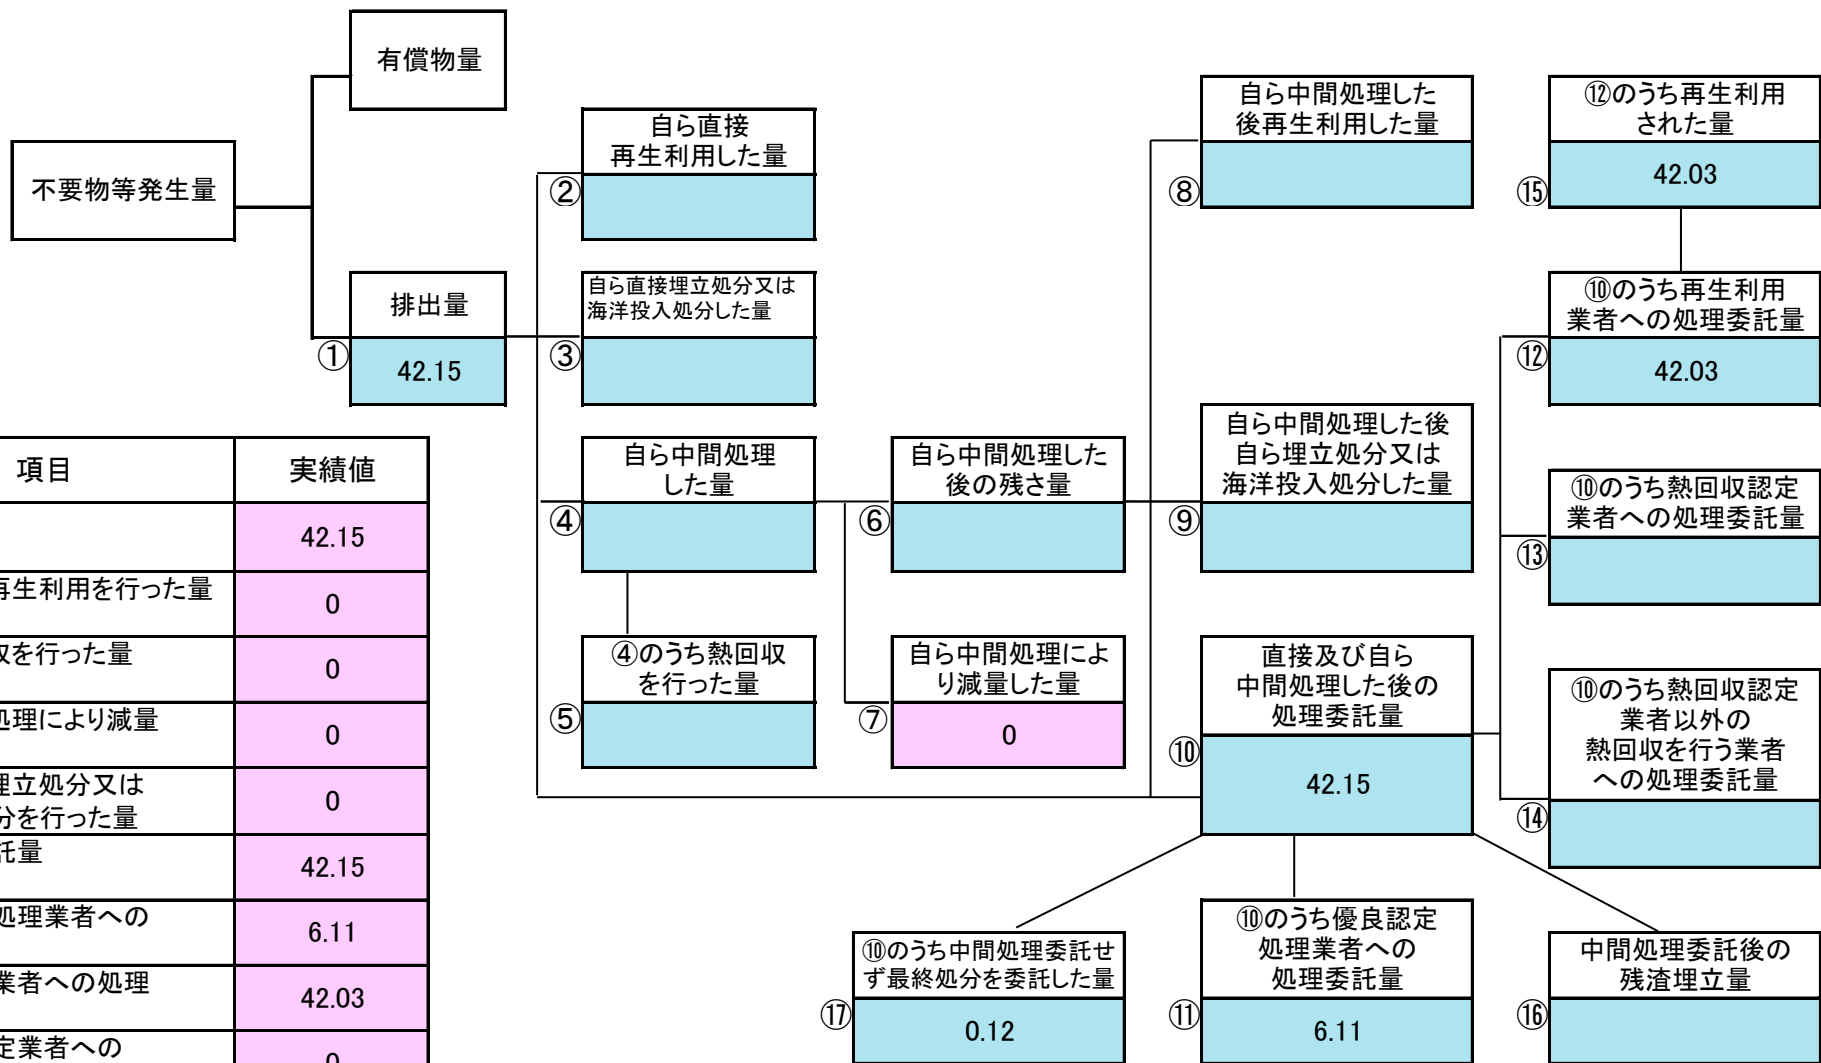 有償物量
不要物等発生量
排出量
①
42.15
自ら直接
再生利用した量
②
自ら直接埋立処分又は
海洋投入処分した量
③
自ら中間処理
した量
④
④のうち熱回収
を行った量
⑤
自ら中間処理した
後の残さ量
⑥
自ら中間処理によ
り減量した量
⑦
0
自ら中間処理した
後再生利用した量
⑧
自ら中間処理した後
自ら埋立処分又は
海洋投入処分した量
⑨
直接及び自ら
中間処理した後の
処理委託量
⑩
42.15
⑫のうち再生利用
された量
⑮
42.03
⑩のうち再生利用
業者への処理委託量
⑫
42.03
⑩のうち熱回収認定
業者への処理委託量
⑬
⑩のうち熱回収認定
業者以外の
熱回収を行う業者
への処理委託量
⑭
⑩のうち中間処理委託せ
ず最終処分を委託した量
⑰
0.12
⑩のうち優良認定
処理業者への
処理委託量
⑪
6.11
中間処理委託後の
残渣埋立量
⑯
項目
実績値
42.15
再生利用を行った量
0
を行った量
0
処理により減量
0
埋立処分又は
分を行った量
0
託量
42.15
処理業者への
6.11
業者への処理
42.03
定業者への
0